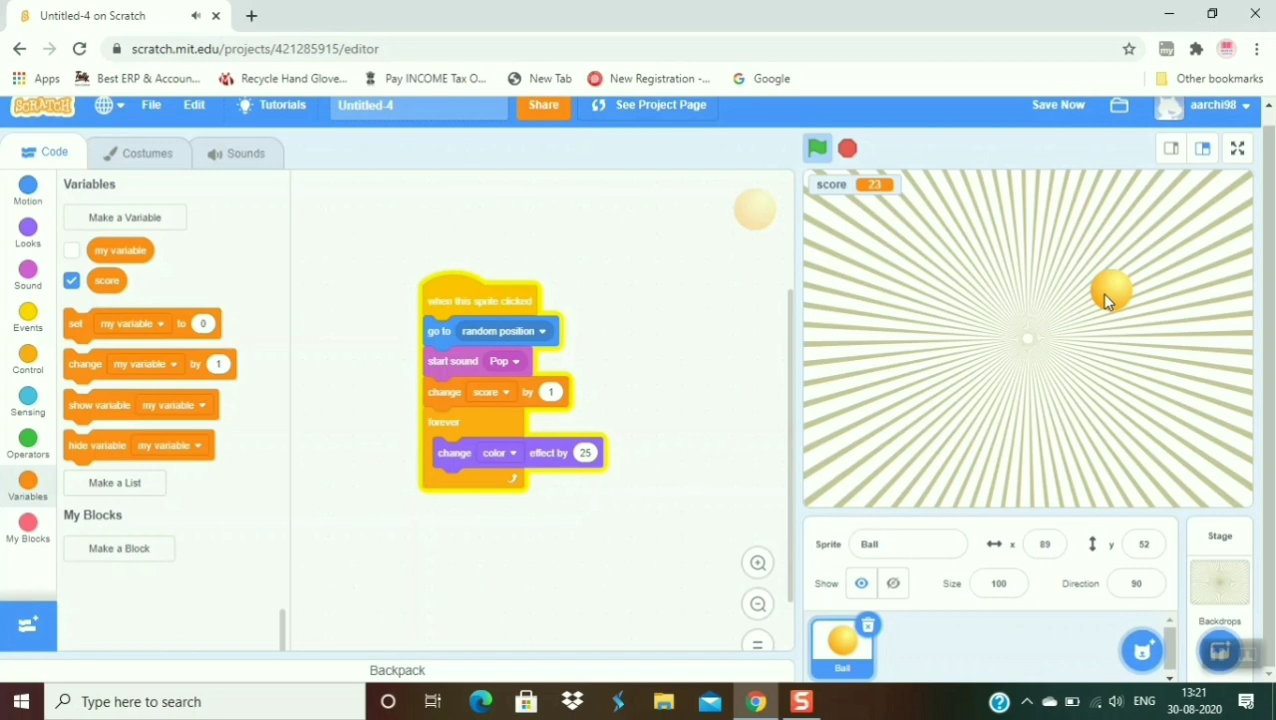 Untitled-4 on Scratch
scratch.mit.edu/projects/421285915/editor
my
Apps Best ERP & Accoun... Recycle Hand Glove... Pay INCOME Tax O... New Tab New Registration -... Google Other bookmarks
SCRATCH File Edit Tutorials Untitled-4 Share See Project Page Save Now aarchi98
Code Costumes Sounds
Motion
Looks
Sound
Events
Control
Sensing
Operators
Variables
My Blocks
Variables
Make a Variable
my variable
score
set my variable to 0
change my variable by 1
show variable my variable
hide variable my variable
Make a List
My Blocks
Make a Block
when this sprite clicked
go to random position
start sound Pop
change score by 1
forever
change color effect by 25
Backpack
score 23
Sprite Ball x 89 y 52
Show Size 100 Direction 90
Ball
Stage
Backdrops
Type here to search
S
ENG
13:21
30-08-2020